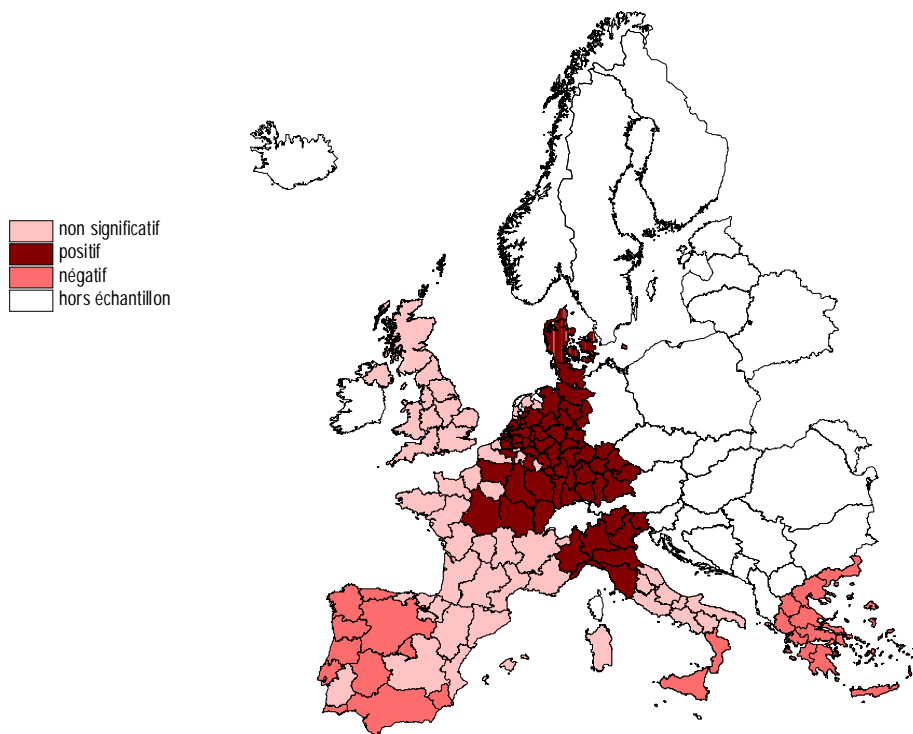 non significatif
positif
négatif
hors échantillon